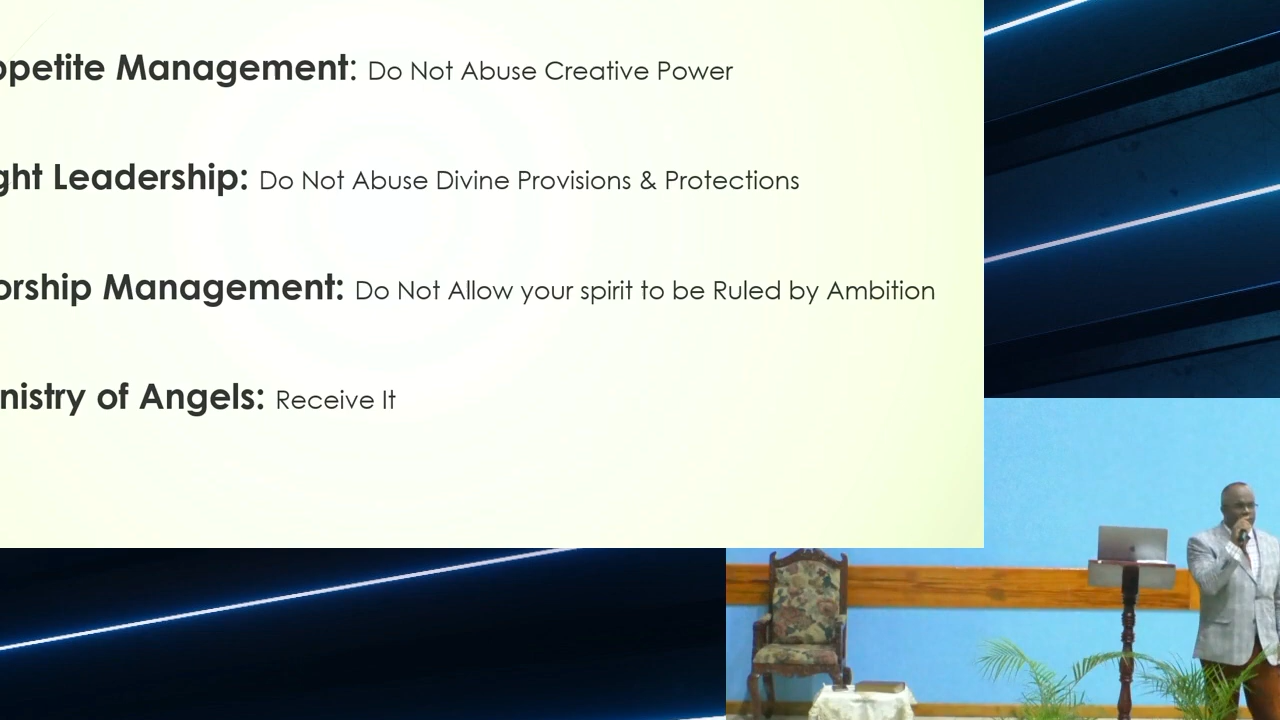 ppetite Management: Do Not Abuse Creative Power
ght Leadership: Do Not Abuse Divine Provisions & Protections
orship Management: Do Not Allow your spirit to be Ruled by Ambition
nistry of Angels: Receive It